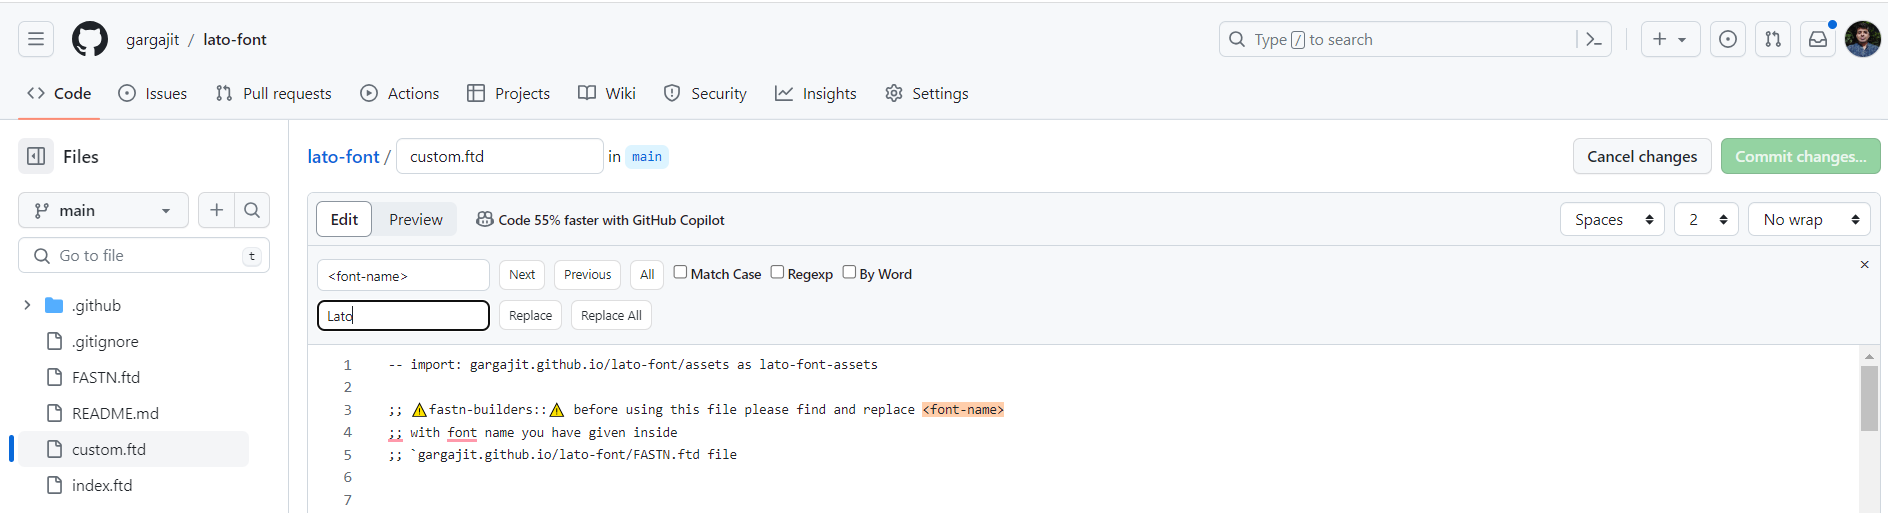 gargajit / lato-font
Type / to search
Code Issues Pull requests Actions Projects Wiki Security Insights Settings
Files
lato-font / custom.ftd in main
Cancel changes Commit changes...
main
Go to file t
.github
.gitignore
FASTN.ftd
README.md
custom.ftd
index.ftd
Edit Preview Code 55% faster with GitHub Copilot
Spaces 2 No wrap
<font-name> Next Previous All Match Case Regexp By Word ×
Lato Replace Replace All
1 -- import: gargajit.github.io/lato-font/assets as lato-font-assets
2
3 ;; ⚠️fastn-builders::⚠️ before using this file please find and replace <font-name>
4 ;; with font name you have given inside
5 ;; `gargajit.github.io/lato-font/FASTN.ftd file
6
7